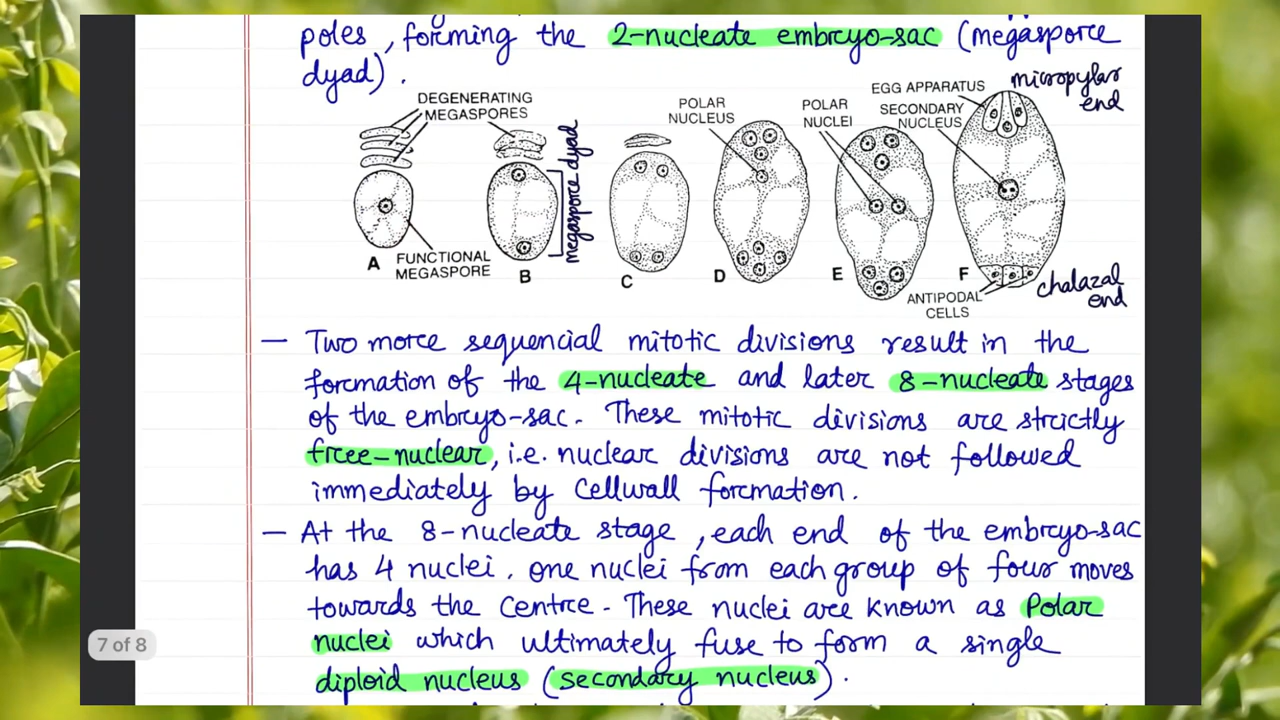 poles, forming the 2-nucleate embryo-sac (megaspore
dyad).
DEGENERATING
MEGASPORES
POLAR
NUCLEUS
POLAR
NUCLEI
EGG APPARATUS
SECONDARY
NUCLEUS
micropylar
end
megaspore dyad
A
FUNCTIONAL
MEGASPORE
B
C
D
E
F
ANTIPODAL
CELLS
chalazal
end
— Two more sequencial mitotic divisions result in the
formation of the 4-nucleate and later 8-nucleate stages
of the embryo-sac. These mitotic divisions are strictly
free-nuclear, i.e. nuclear divisions are not followed
immediately by cellwall formation.
— At the 8-nucleate stage, each end of the embryo-sac
has 4 nuclei. one nuclei from each group of four moves
towards the centre. These nuclei are known as Polar
nuclei which ultimately fuse to form a single
diploid nucleus (secondary nucleus).
7 of 8